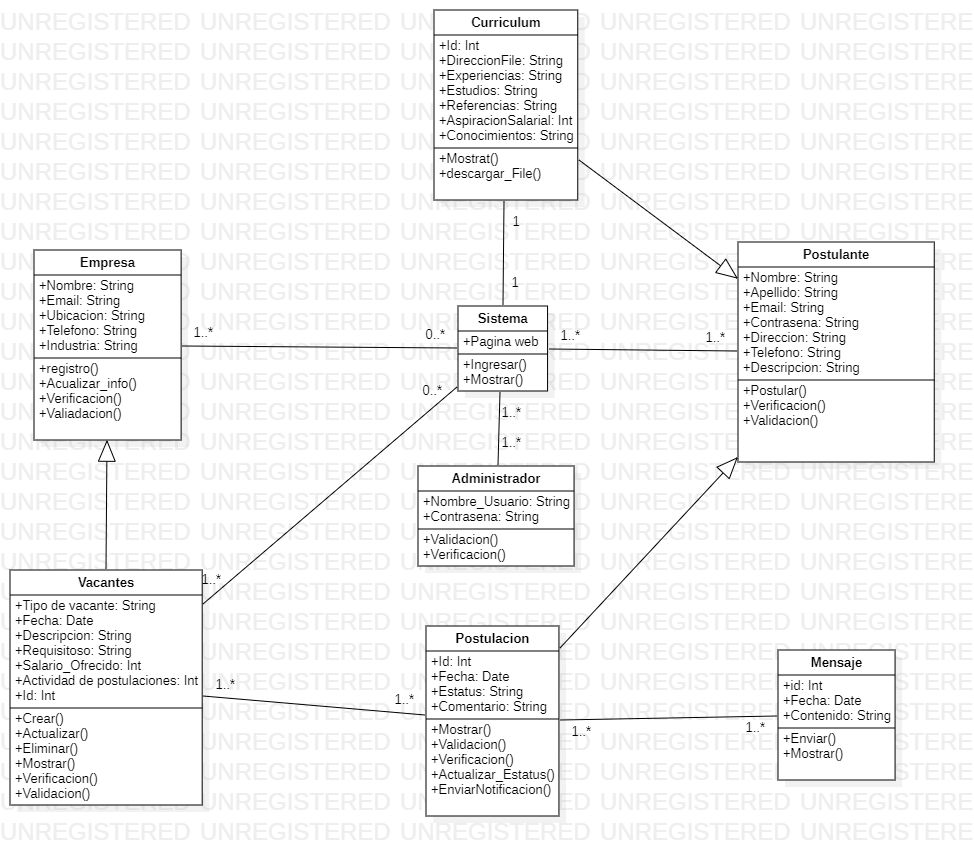 Curriculum
+Id: Int
+DireccionFile: String
+Experiencias: String
+Estudios: String
+Referencias: String
+AspiracionSalarial: Int
+Conocimientos: String
+Mostrat()
+descargar_File()
1
1
Empresa
+Nombre: String
+Email: String
+Ubicacion: String
+Telefono: String
+Industria: String
+registro()
+Acualizar_info()
+Verificacion()
+Valiadacion()
1..*
0..*
Sistema
+Pagina web
+Ingresar()
+Mostrar()
1..*
1..*
Postulante
+Nombre: String
+Apellido: String
+Email: String
+Contrasena: String
+Direccion: String
+Telefono: String
+Descripcion: String
+Postular()
+Verificacion()
+Validacion()
0..*
1..*
1..*
Administrador
+Nombre_Usuario: String
+Contrasena: String
+Validacion()
+Verificacion()
1..*
Vacantes
+Tipo de vacante: String
+Fecha: Date
+Descripcion: String
+Requisitoso: String
+Salario_Ofrecido: Int
+Actividad de postulaciones: Int
+Id: Int
+Crear()
+Actualizar()
+Eliminar()
+Mostrar()
+Verificacion()
+Validacion()
1..*
1..*
Postulacion
+Id: Int
+Fecha: Date
+Estatus: String
+Comentario: String
+Mostrar()
+Validacion()
+Verificacion()
+Actualizar_Estatus()
+EnviarNotificacion()
1..*
1..*
Mensaje
+id: Int
+Fecha: Date
+Contenido: String
+Enviar()
+Mostrar()
UNREGISTERED UNREGISTERED UNREGISTERED UNREGISTERED UNREGISTERED